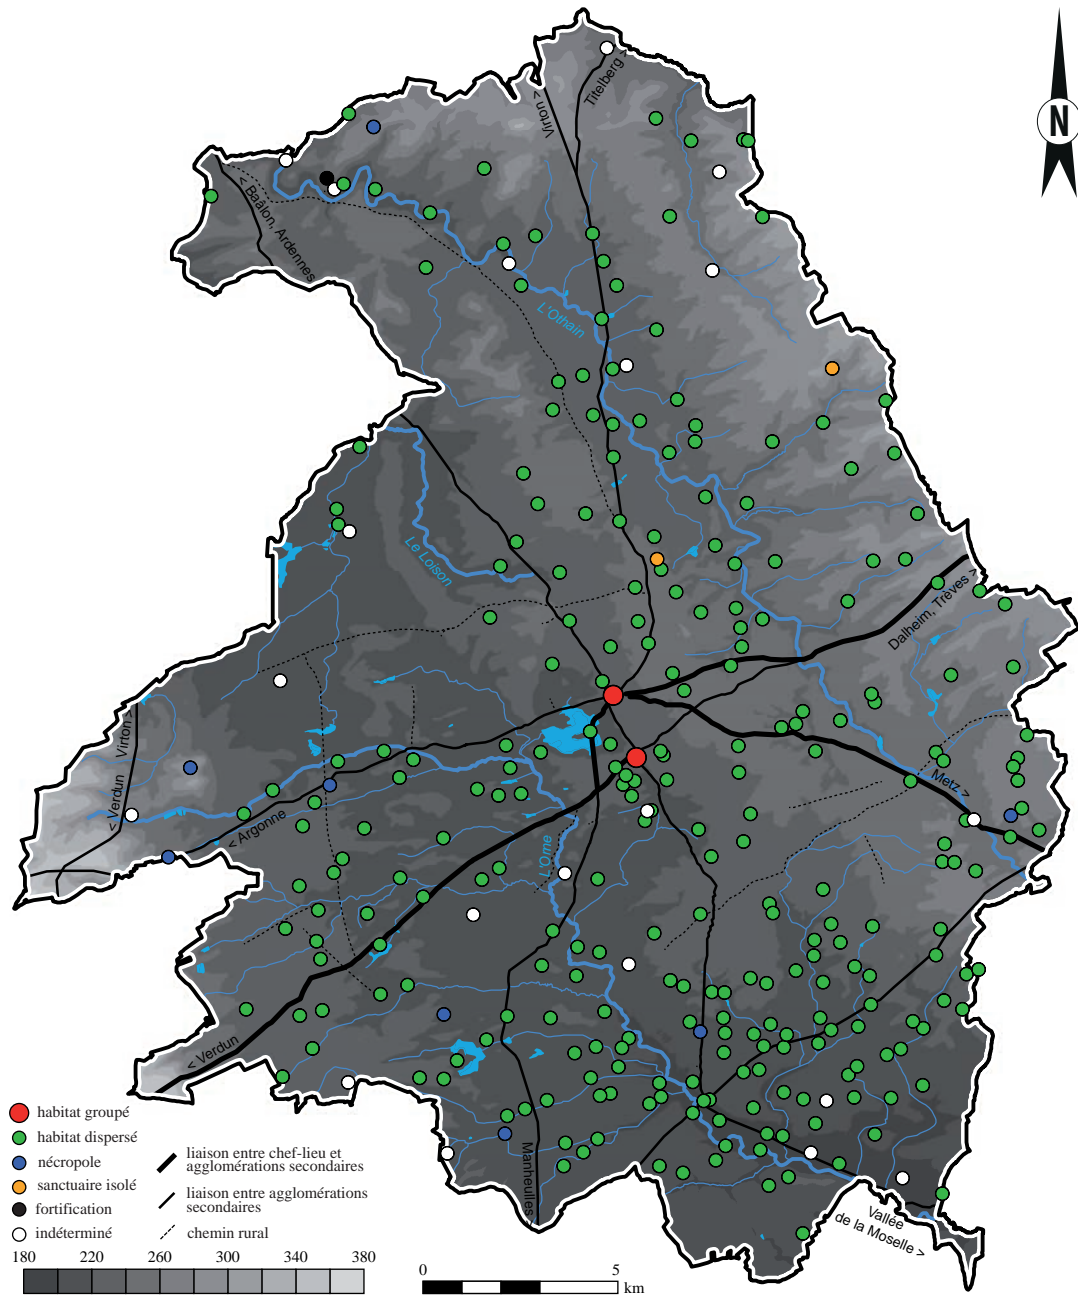 N
Titelberg >
< Virton
< Baâlon, Ardennes
L'Othain
Le Loison
Dalheim, Trèves >
Virton >
< Verdun
< Argonne
Metz >
L'Orne
< Verdun
Manheulles >
Vallée
de la Moselle >
habitat groupé
habitat dispersé
nécropole
sanctuaire isolé
fortification
indéterminé
liaison entre chef-lieu et
agglomérations secondaires
liaison entre agglomérations
secondaires
chemin rural
180 220 260 300 340 380
0 5
km